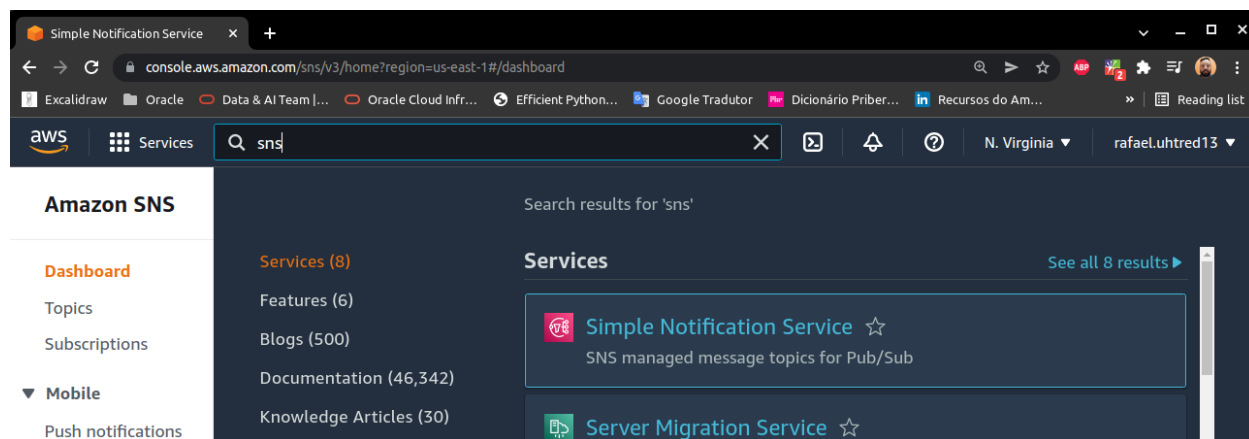 Simple Notification Service
console.aws.amazon.com/sns/v3/home?region=us-east-1#/dashboard
ABP
2
Excalidraw Oracle Data & AI Team |... Oracle Cloud Infr... Efficient Python... Google Tradutor Dicionário Priber... in Recursos do Am... » Reading list
aws Services sns N. Virginia rafael.uhtred13
Amazon SNS
Dashboard
Topics
Subscriptions
Mobile
Push notifications
Search results for 'sns'
Services (8)
Features (6)
Blogs (500)
Documentation (46,342)
Knowledge Articles (30)
Services See all 8 results
Simple Notification Service
SNS managed message topics for Pub/Sub
Server Migration Service